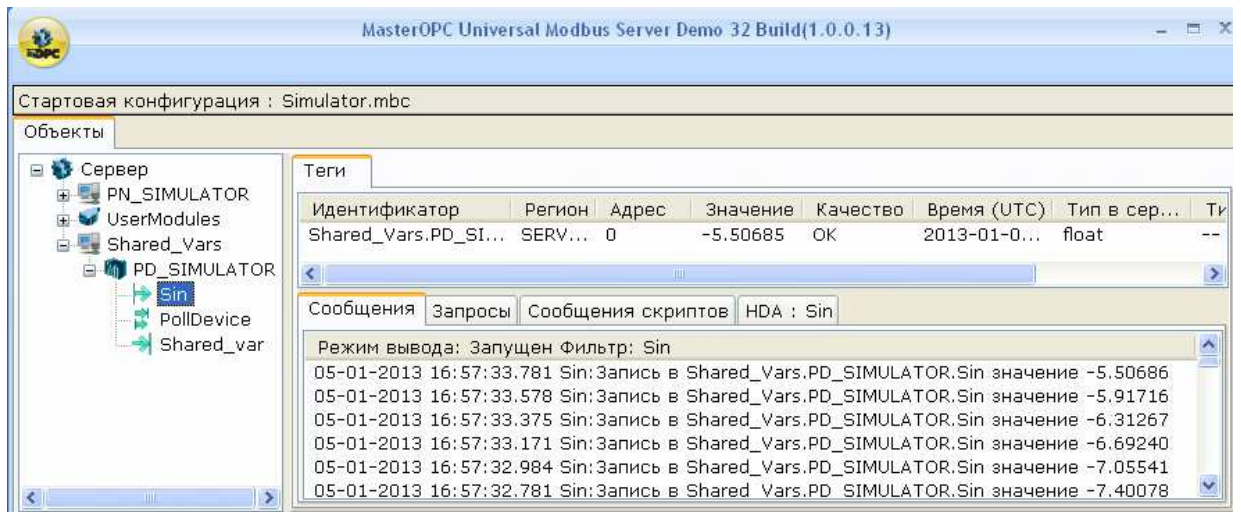 MasterOPC Universal Modbus Server Demo 32 Build(1.0.0.13)
Стартовая конфигурация : Simulator.mbc
Объекты
Сервер
PN_SIMULATOR
UserModules
Shared_Vars
PD_SIMULATOR
Sin
PollDevice
Shared_var
Теги
Идентификатор Регион Адрес Значение Качество Время (UTC) Тип в сер... Ти
Shared_Vars.PD_SI... SERV... 0 -5.50685 OK 2013-01-0... float --
Сообщения Запросы Сообщения скриптов HDA : Sin
Режим вывода: Запущен Фильтр: Sin
05-01-2013 16:57:33.781 Sin:Запись в Shared_Vars.PD_SIMULATOR.Sin значение -5.50686
05-01-2013 16:57:33.578 Sin:Запись в Shared_Vars.PD_SIMULATOR.Sin значение -5.91716
05-01-2013 16:57:33.375 Sin:Запись в Shared_Vars.PD_SIMULATOR.Sin значение -6.31267
05-01-2013 16:57:33.171 Sin:Запись в Shared_Vars.PD_SIMULATOR.Sin значение -6.69240
05-01-2013 16:57:32.984 Sin:Запись в Shared_Vars.PD_SIMULATOR.Sin значение -7.05541
05-01-2013 16:57:32.781 Sin:Запись в Shared_Vars.PD_SIMULATOR.Sin значение -7.40078